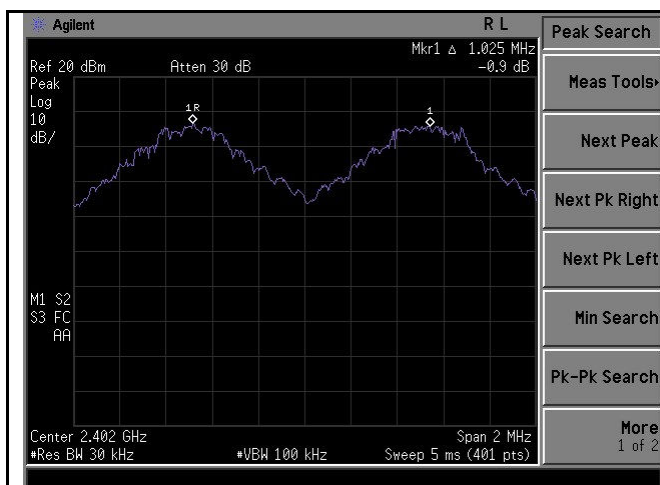 Agilent R L
Mkr1 Δ 1.025 MHz
Ref 20 dBm Atten 30 dB -0.9 dB
Peak
Log
10
dB/
1R
1
M1 S2
S3 FC
AA
Center 2.402 GHz Span 2 MHz
#Res BW 30 kHz #VBW 100 kHz Sweep 5 ms (401 pts)
Peak Search
Meas Tools▸
Next Peak
Next Pk Right
Next Pk Left
Min Search
Pk-Pk Search
More
1 of 2